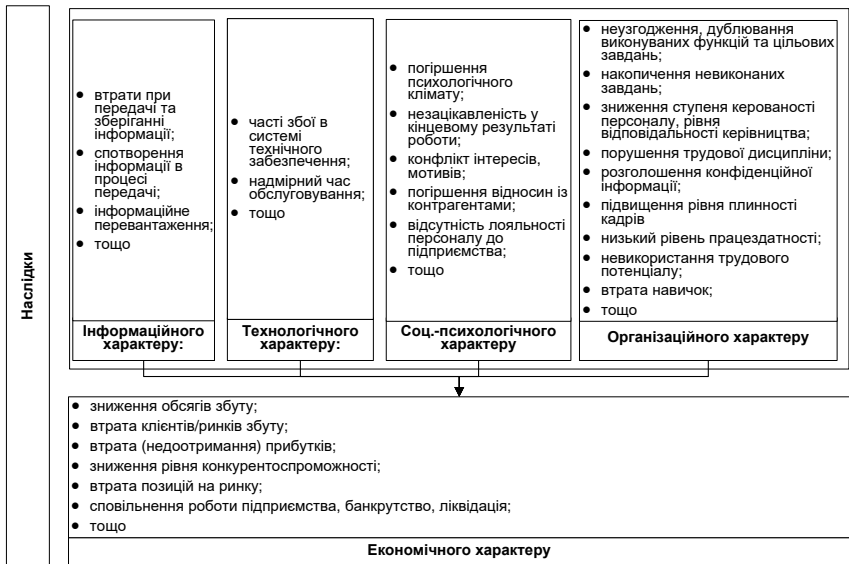 Наслідки
втрати при
передачі та
зберіганні
інформації;
спотворення
інформації в
процесі
передачі;
інформаційне
перевантаження;
тощо
Інформаційного
характеру:
часті збої в
системі
технічного
забезпечення;
надмірний час
обслуговування;
тощо
Технологічного
характеру:
погіршення
психологічного
клімату;
незацікавленість у
кінцевому результаті
роботи;
конфлікт інтересів,
мотивів;
погіршення відносин із
контрагентами;
відсутність лояльності
персоналу до
підприємства;
тощо
Соц.-психологічного
характеру
неузгодження, дублювання
виконуваних функцій та цільових
завдань;
накопичення невиконаних
завдань;
зниження ступеня керованості
персоналу, рівня
відповідальності керівництва;
порушення трудової дисципліни;
розголошення конфіденційної
інформації;
підвищення рівня плинності
кадрів
низький рівень працездатності;
невикористання трудового
потенціалу;
втрата навичок;
тощо
Організаційного характеру
зниження обсягів збуту;
втрата клієнтів/ринків збуту;
втрата (недоотримання) прибутків;
зниження рівня конкурентоспроможності;
втрата позицій на ринку;
сповільнення роботи підприємства, банкрутство, ліквідація;
тощо
Економічного характеру